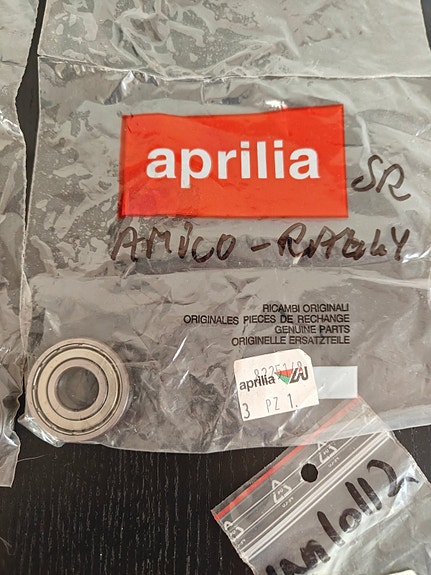 aprilia
SR
AMICO - RALLY
RICAMBI ORIGINALI
ORIGINALES PIECES DE RECHANGE
GENUINE PARTS
ORIGINELLE ERSATZTEILE
aprilia
3 PZ 1.